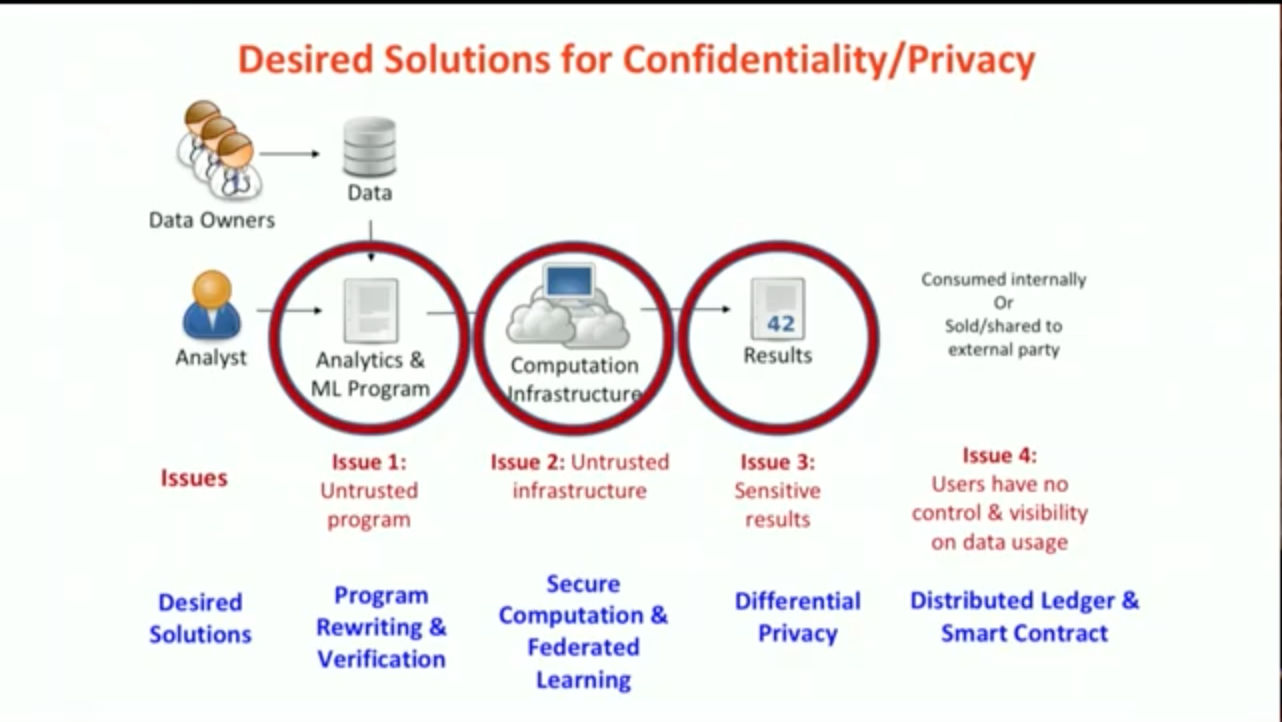 Desired Solutions for Confidentiality/Privacy
Data
Data Owners
Analyst
Analytics &
ML Program
Computation
Infrastructure
42
Results
Consumed internally
Or
Sold/shared to
external party
Issues
Issue 1:
Untrusted
program
Issue 2: Untrusted
infrastructure
Issue 3:
Sensitive
results
Issue 4:
Users have no
control & visibility
on data usage
Desired
Solutions
Program
Rewriting &
Verification
Secure
Computation &
Federated
Learning
Differential
Privacy
Distributed Ledger &
Smart Contract